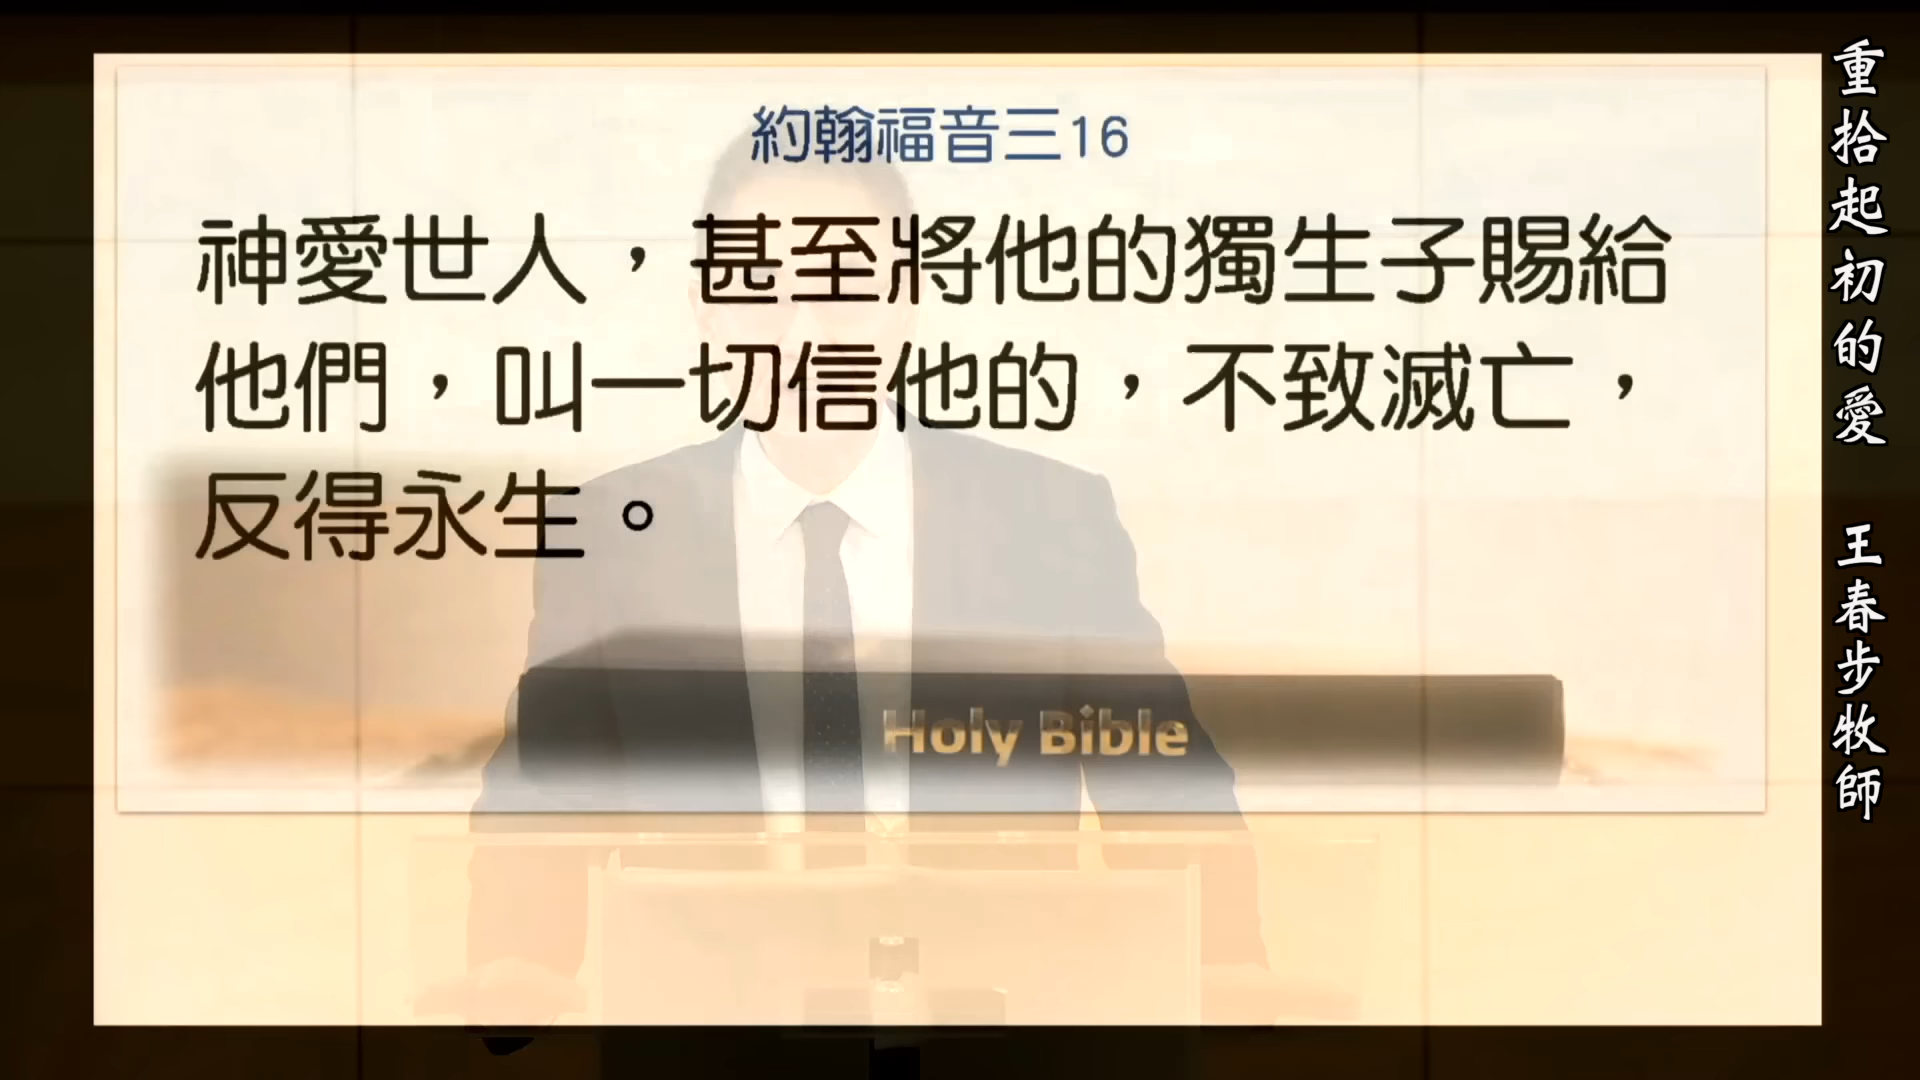 約翰福音三16
神愛世人，甚至將他的獨生子賜給
他們，叫一切信他的，不致滅亡，
反得永生。
Holy Bible
重拾起初的愛 王春步牧師